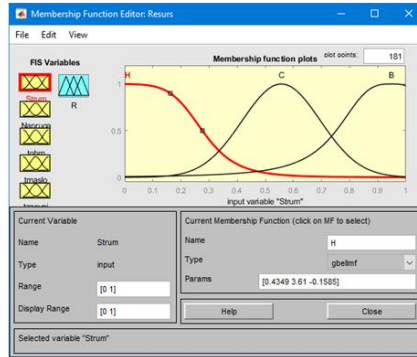 Membership Function Editor: Resurs
File Edit View
FIS Variables
Strum
R
Naprug
tmaslo
Membership function plots
plot points:
181
H
C
B
1
0.5
0
0 0.1 0.2 0.3 0.4 0.5 0.6 0.7 0.8 0.9
input variable "Strum"
Current Variable
Name Strum
Type input
Range [0 1]
Display Range [0 1]
Current Membership Function (click on MF to select)
Name H
Type gbellmf
Params [0.4349 3.61 -0.1585]
Help Close
Selected variable "Strum"